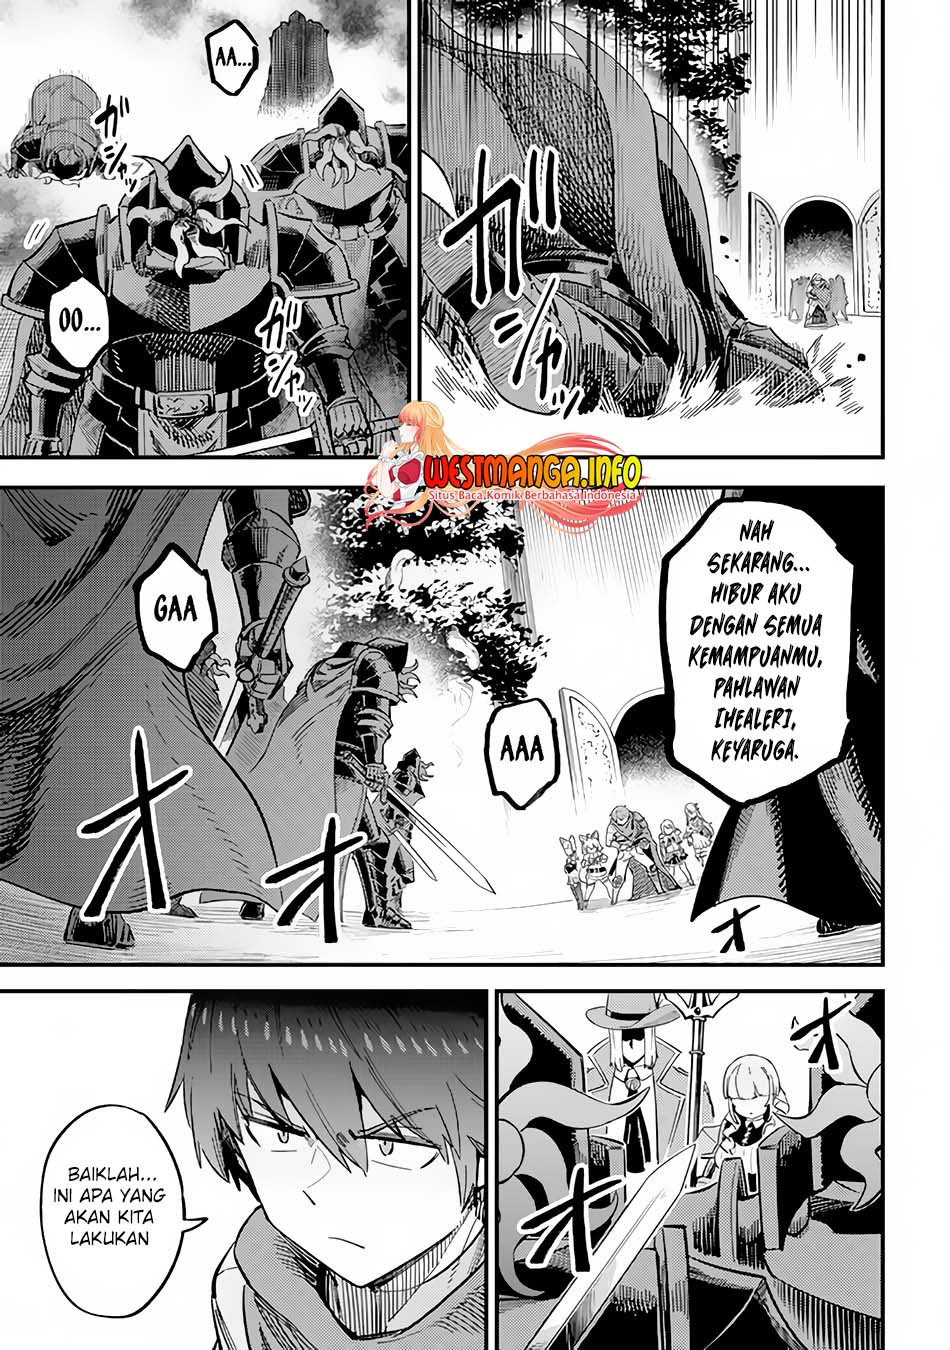 ガ
シャッ
AA...
ガ
シャッ
OO...
ガシャッ
WESTMANGA.INFO
Situs Baca Komik Berbahasa Indonesia
NAH
SEKARANG...
HIBUR AKU
DENGAN SEMUA
KEMAMPUANMU,
PAHLAWAN
[HEALER],
KEYARUGA.
AAA
GAA
オ
オ
オ
オ
BAIKLAH...
INI APA YANG
AKAN KITA
LAKUKAN